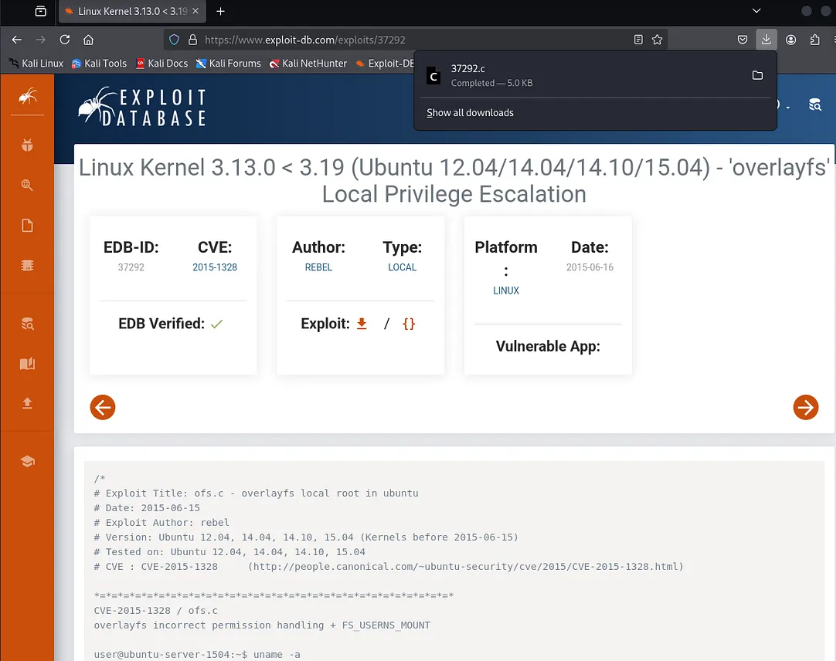 Linux Kernel 3.13.0 < 3.19
https://www.exploit-db.com/exploits/37292
Kali Linux
Kali Tools
Kali Docs
Kali Forums
Kali NetHunter
Exploit-DB
37292.c
Completed — 5.0 KB
Show all downloads
EXPLOIT
DATABASE
Linux Kernel 3.13.0 < 3.19 (Ubuntu 12.04/14.04/14.10/15.04) - 'overlayfs'
Local Privilege Escalation
EDB-ID:
37292
CVE:
2015-1328
EDB Verified:
Author:
REBEL
Type:
LOCAL
Exploit: / {}
Platform
:
LINUX
Date:
2015-06-16
Vulnerable App:
/*
# Exploit Title: ofs.c - overlayfs local root in ubuntu
# Date: 2015-06-15
# Exploit Author: rebel
# Version: Ubuntu 12.04, 14.04, 14.10, 15.04 (Kernels before 2015-06-15)
# Tested on: Ubuntu 12.04, 14.04, 14.10, 15.04
# CVE : CVE-2015-1328     (http://people.canonical.com/~ubuntu-security/cve/2015/CVE-2015-1328.html)
*=*=*=*=*=*=*=*=*=*=*=*=*=*=*=*=*=*=*=*=*=*=*=*=*=*=*=*=*=*
CVE-2015-1328 / ofs.c
overlayfs incorrect permission handling + FS_USERNS_MOUNT
user@ubuntu-server-1504:~$ uname -a